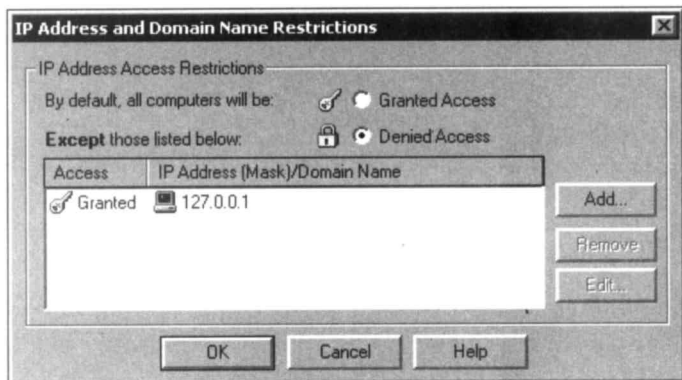 IP Address and Domain Name Restrictions
IP Address Access Restrictions
By default, all computers will be: Granted Access
Except those listed below: Denied Access
Access IP Address (Mask)/Domain Name
Granted 127.0.0.1
Add...
Remove
Edit...
OK Cancel Help